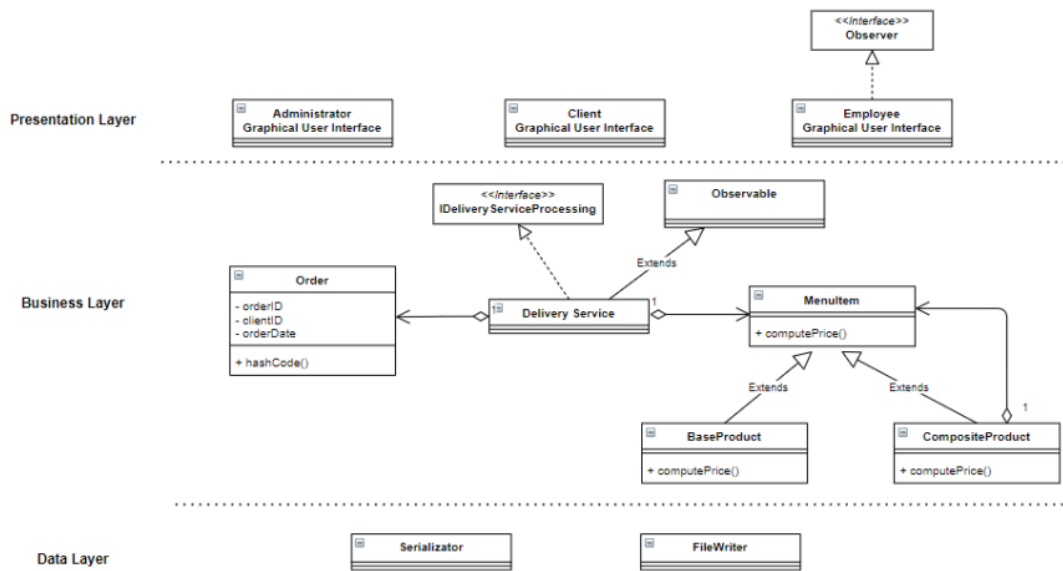 <<Interface>>
Observer
Presentation Layer
Administrator
Graphical User Interface
Client
Graphical User Interface
Employee
Graphical User Interface
<<Interface>>
IDeliveryServiceProcessing
Observable
Extends
Business Layer
Order
- orderID
- clientID
- orderDate
+ hashCode()
1
Delivery Service
1
MenuItem
+ computePrice()
Extends
Extends
1
BaseProduct
+ computePrice()
CompositeProduct
+ computePrice()
Data Layer
Serializator
FileWriter